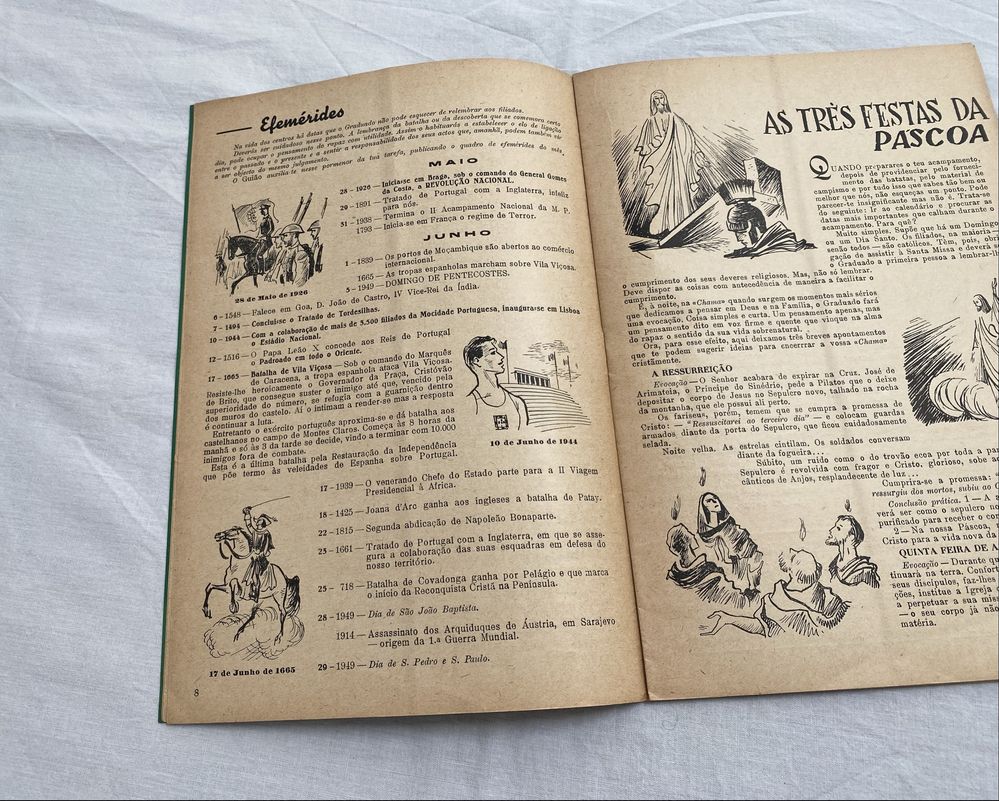 Efemérides
Na vida dos centros há datas que o Graduado não pode esquecer de relembrar aos filiados.
Deverás ser cuidadoso nesse ponto. A lembrança da batalha ou da descoberta que se comemora certo
dia, pode ocupar o pensamento do rapaz com utilidade. Assim o habituarás a estabelecer o elo de ligação
entre o passado e o presente e a sentir a responsabilidade dos seus actos que, amanhã, podem também
a ser objecto do mesmo julgamento.
O Guião auxilia-te nesse pormenor da tua tarefa, publicando o quadro de efemérides do mês.
MAIO
28 - 1926 — Inicia-se em Braga, sob o comando do General Gomes
da Costa, a REVOLUÇÃO NACIONAL.
29 - 1891 — Tratado de Portugal com a Inglaterra, infeliz
para nós.
31 - 1938 — Termina o II Acampamento Nacional da M. P.
1793 — Inicia-se em França o regime de Terror.
JUNHO
1 - 1839 — Os portos de Moçambique são abertos ao comércio
internacional.
1665 — As tropas espanholas marcham sobre Vila Viçosa.
5 - 1949 — DOMINGO DE PENTECOSTES.
28 de Maio de 1926
6 - 1548 — Falece em Goa, D. João de Castro, IV Vice-Rei da Índia.
7 - 1494 — Conclui-se o Tratado de Tordesilhas.
10 - 1944 — Com a colaboração de mais de 3.500 filiados da Mocidade Portuguesa, inaugura-se em Lisboa
o Estádio Nacional.
12 - 1516 — O Papa Leão X concede aos Reis de Portugal
o Padroado em todo o Oriente.
17 - 1665 — Batalha de Vila Viçosa — Sob o comando do Marquês
de Caracena, a tropa espanhola ataca Vila Viçosa.
Resiste-lhe heroicamente o Governador da Praça, Cristóvão
de Brito, que consegue suster o inimigo até que, vencido pela
superioridade do número, se refugia com a guarnição dentro
dos muros do castelo. Aí o intimam a render-se mas a resposta
é continuar a luta.
Entretanto o exército português aproxima-se e dá batalha aos
castelhanos no campo de Montes Claros. Começa às 8 horas da
manhã e só às 3 da tarde se decide, vindo a terminar com 10.000
inimigos fora de combate.
Esta é a última batalha pela Restauração da Independência
que põe termo às veleidades de Espanha sobre Portugal.
10 de Junho de 1944
17 - 1939 — O venerando Chefe do Estado parte para a II Viagem
Presidencial à África.
18 - 1425 — Joana d'Aro ganha aos ingleses a batalha de Patay.
22 - 1815 — Segunda abdicação de Napoleão Bonaparte.
23 - 1661 — Tratado de Portugal com a Inglaterra, em que se asse-
gura a colaboração das suas esquadras em defesa do
nosso território.
25 - 718 — Batalha de Covadonga ganha por Pelágio e que marca
o início da Reconquista Cristã na Península.
28 - 1949 — Dia de São João Baptista.
1914 — Assassinato dos Arquiduques de Áustria, em Sarajevo
— origem da 1.ª Guerra Mundial.
29 - 1949 — Dia de S. Pedro e S. Paulo.
17 de Junho de 1665
8
AS TRÊS FESTAS DA
PÁSCOA
QUANDO preparares o teu acampamento,
depois de providenciar pelo forneci-
mento das batatas, pelo material de
campismo e por tudo isso que sabes tão bem ou
melhor que nós, não esqueças um ponto. Pode
parecer-te insignificante mas não é. Trata-se
do seguinte: Ir ao calendário e procurar as
datas mais importantes que calham durante o
acampamento. Para quê?
Muito simples. Supõe que há um Domingo
ou um Dia Santo. Os filiados, na maioria —
senão todos — são católicos. Têm, pois, obri-
gação de assistir à Santa Missa e deverá
o Graduado a primeira pessoa a lembrar-
o cumprimento dos seus deveres religiosos. Mas, não só lembrar.
Deve dispor as coisas com antecedência de maneira a facilitar o
cumprimento.
É, à noite, na «Chama» quando surgem os momentos mais sérios
que dedicamos a pensar em Deus e na Família, o Graduado fará
uma evocação. Coisa simples e curta. Um pensamento apenas, mas
um pensamento dito em voz firme e quente que vinque na alma
do rapaz o sentido da sua vida sobrenatural.
Ora, para esse efeito, aqui deixamos três breves apontamentos
que te podem sugerir ideias para encerrrar a vossa «Chama»
cristãmente.
A RESSURREIÇÃO
Evocação — O Senhor acabara de expirar na Cruz. José de
Arimateia, o Príncipe do Sinédrio, pede a Pilatos que o deixe
depositar o corpo de Jesus no Sepulcro novo, talhado na rocha
da montanha, que ele possui ali perto.
Os fariseus, porém, temem que se cumpra a promessa de
Cristo: — "Ressuscitarei ao terceiro dia" — e colocam guardas
armados diante da porta do Sepulcro, que ficou cuidadosamente
selada.
Noite velha. As estrelas cintilam. Os soldados conversam
diante da fogueira...
Súbito, um ruído como o do trovão ecoa por toda a
Sepulcro é revolvida com fragor e Cristo, glorioso, sobe
cânticos de Anjos, resplandecente de luz...
Cumprira-se a promessa:
ressurgiu dos mortos, subiu ao
Conclusão prática. 1 — A
verá ser como o sepulcro
purificado para receber o
2 — Na nossa Páscoa,
Cristo para a vida nova da
QUINTA FEIRA DE
Evocação — Durante
tinuará na terra.
seus discípulos, faz-lhes
ções, institue a Igreja
a perpetuar a sua
— o seu corpo já
matéria.